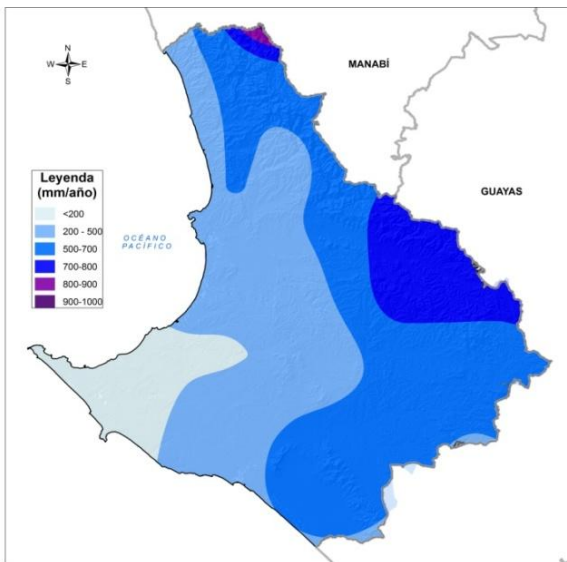 N
W E
S
MANABÍ
GUAYAS
Leyenda
(mm/año)
<200
200 - 500
500-700
700-800
800-900
900-1000
OCÉANO
PACÍFICO